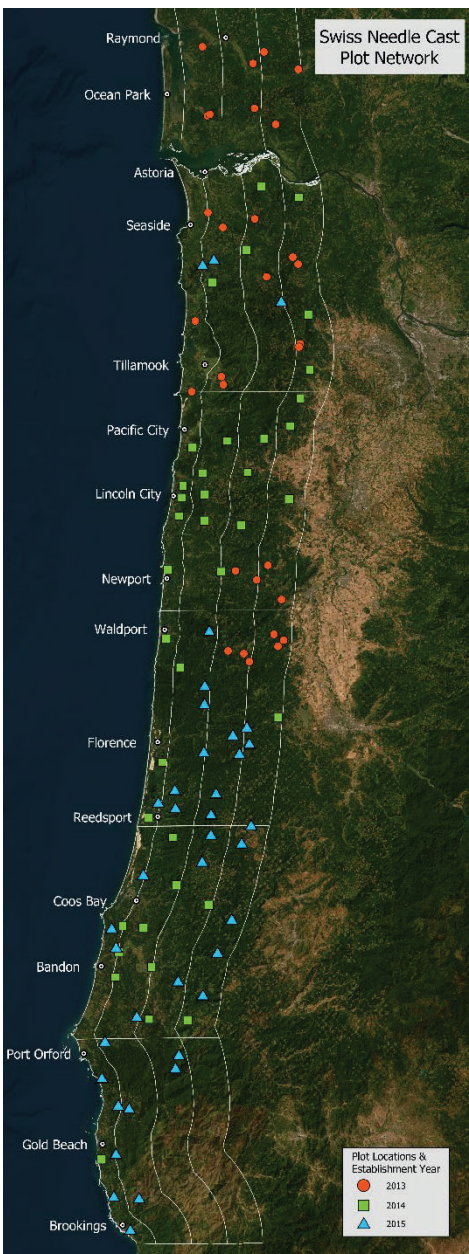 Swiss Needle Cast
Plot Network
Raymond
Ocean Park
Astoria
Seaside
Tillamook
Pacific City
Lincoln City
Newport
Waldport
Florence
Reedsport
Coos Bay
Bandon
Port Orford
Gold Beach
Brookings
Plot Locations &
Establishment Year
2013
2014
2015